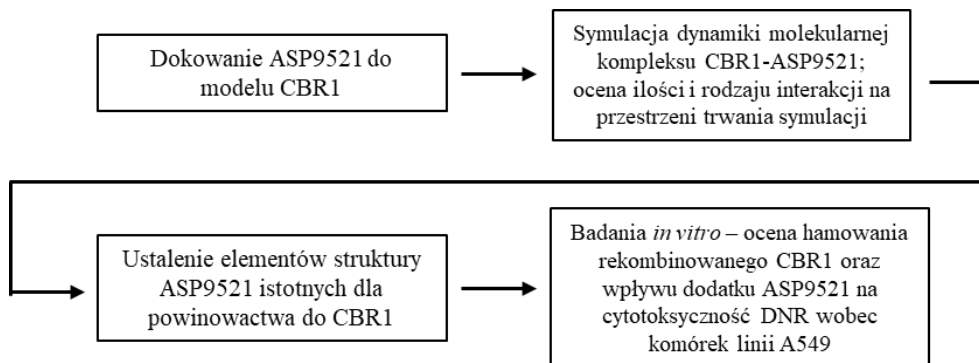 Dokowanie ASP9521 do
modelu CBR1
Symulacja dynamiki molekularnej
kompleksu CBR1-ASP9521;
ocena ilości i rodzaju interakcji na
przestrzeni trwania symulacji
Ustalenie elementów struktury
ASP9521 istotnych dla
powinowactwa do CBR1
Badania in vitro – ocena hamowania
rekombinowanego CBR1 oraz
wpływu dodatku ASP9521 na
cytotoksyczność DNR wobec
komórek linii A549